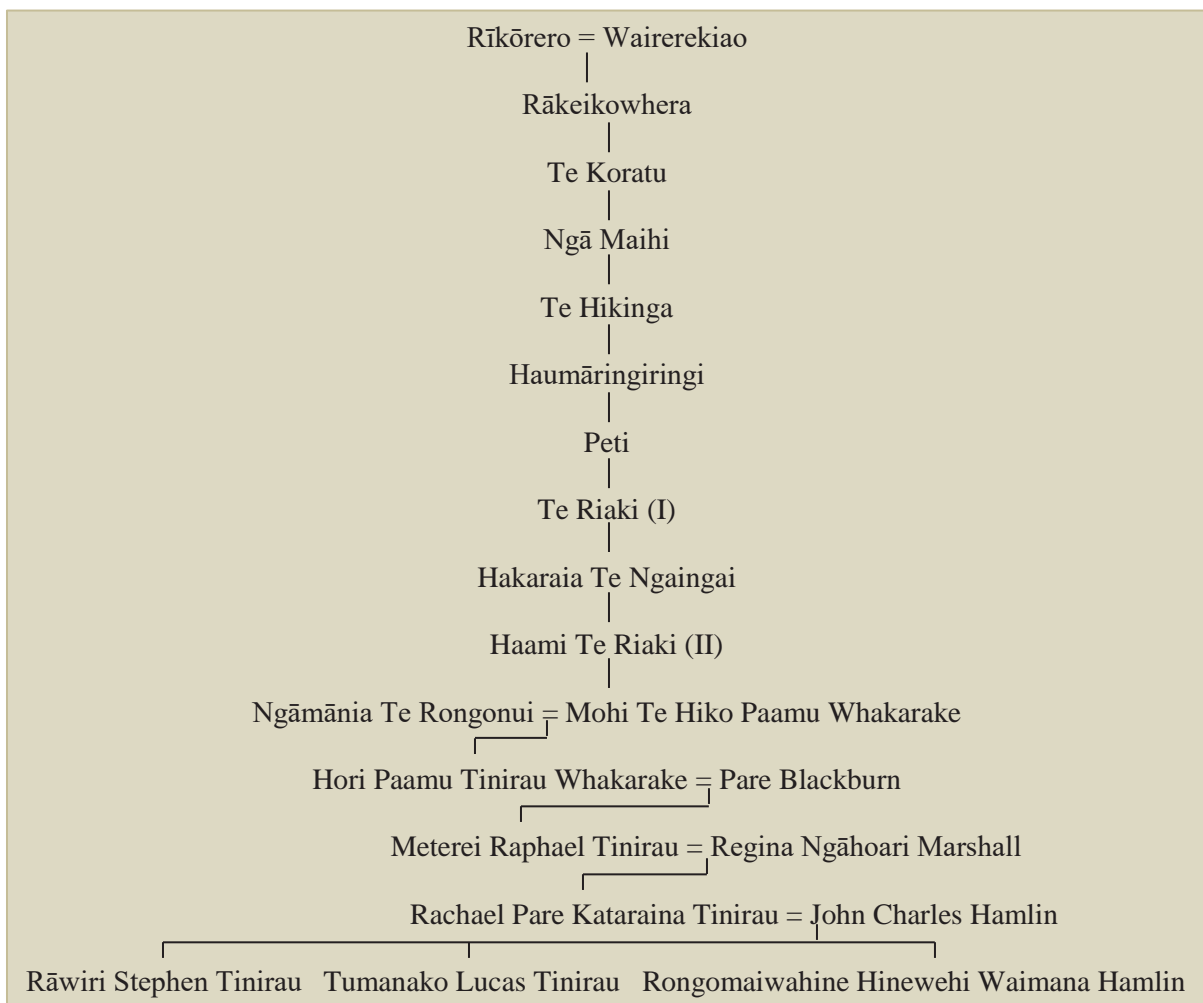 Rīkōrero = Wairerekiao
Rākeikowhera
Te Koratu
Ngā Maihi
Te Hikinga
Haumāringiringi
Peti
Te Riaki (I)
Hakaraia Te Ngaingai
Haami Te Riaki (II)
Ngāmānia Te Rongonui = Mohi Te Hiko Paamu Whakarake
Hori Paamu Tinirau Whakarake = Pare Blackburn
Meterei Raphael Tinirau = Regina Ngāhoari Marshall
Rachael Pare Kataraina Tinirau = John Charles Hamlin
Rāwiri Stephen Tinirau Tumanako Lucas Tinirau Rongomaiwahine Hinewehi Waimana Hamlin